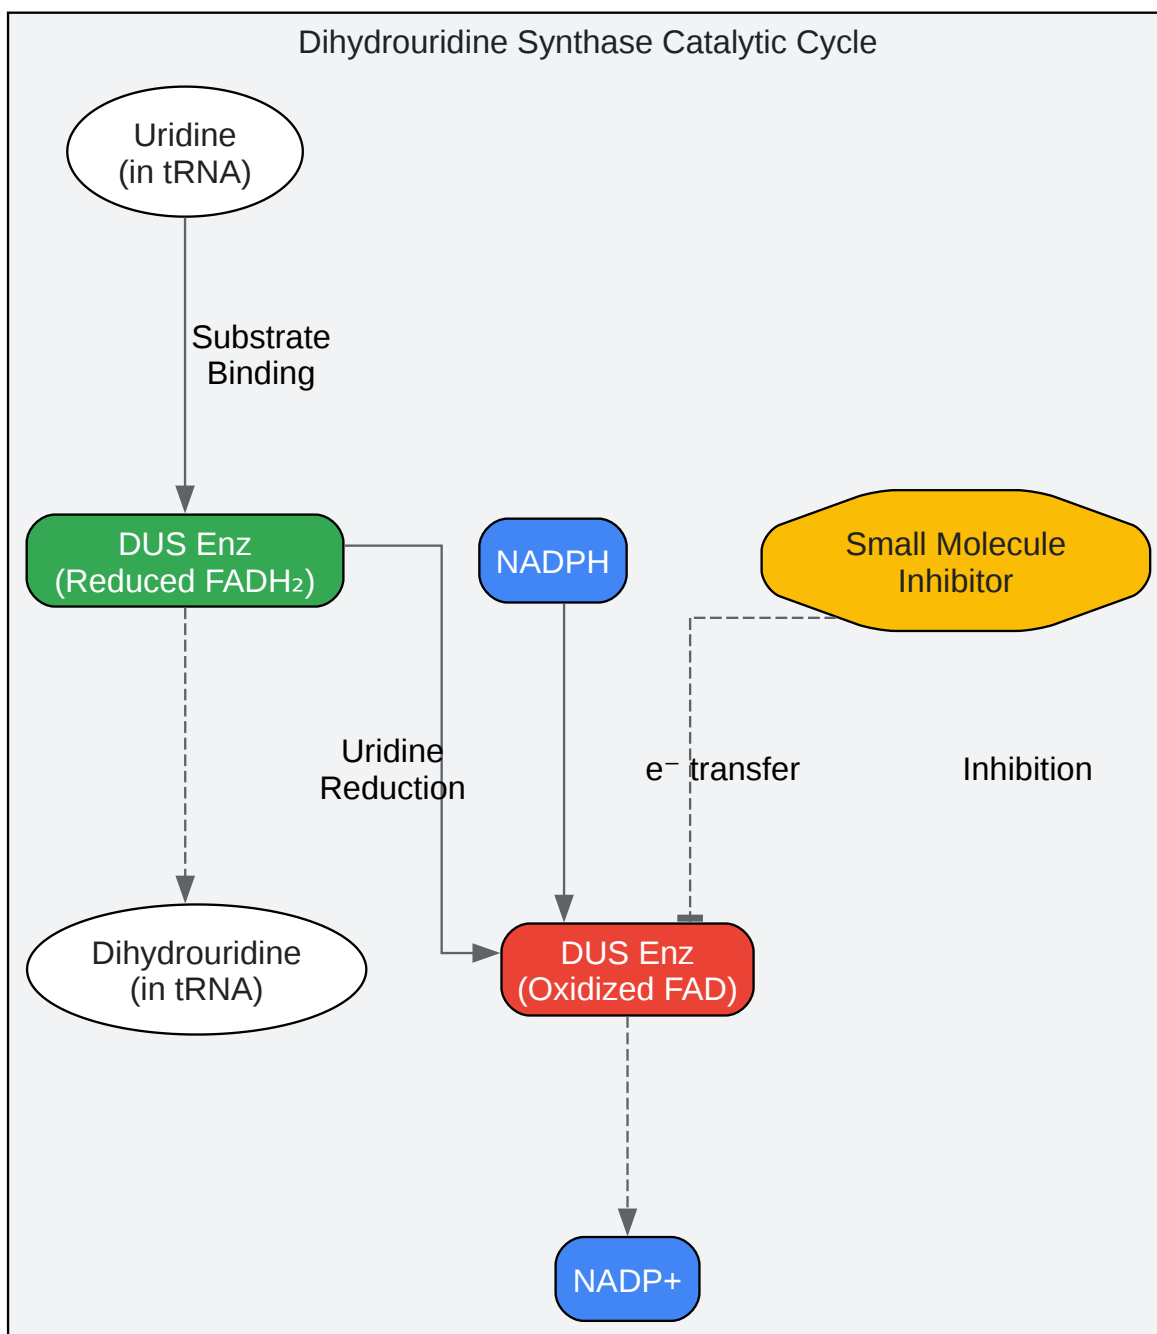 Dihydrouridine Synthase Catalytic Cycle
Uridine
(in tRNA)
Substrate
Binding
DUS Enz
(Reduced FADH₂)
NADPH
Small Molecule
Inhibitor
Uridine
Reduction
e⁻ transfer
Inhibition
Dihydrouridine
(in tRNA)
DUS Enz
(Oxidized FAD)
NADP+